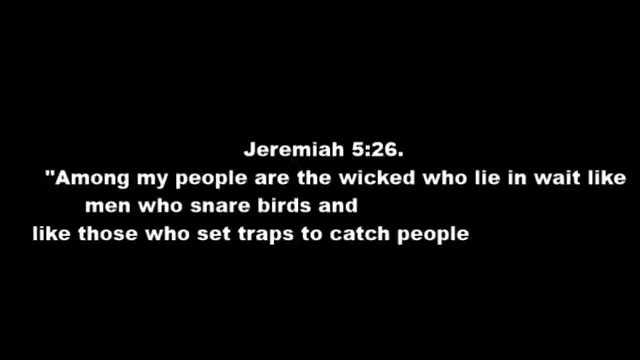 Jeremiah 5:26.
"Among my people are the wicked who lie in wait like
men who snare birds and
like those who set traps to catch people